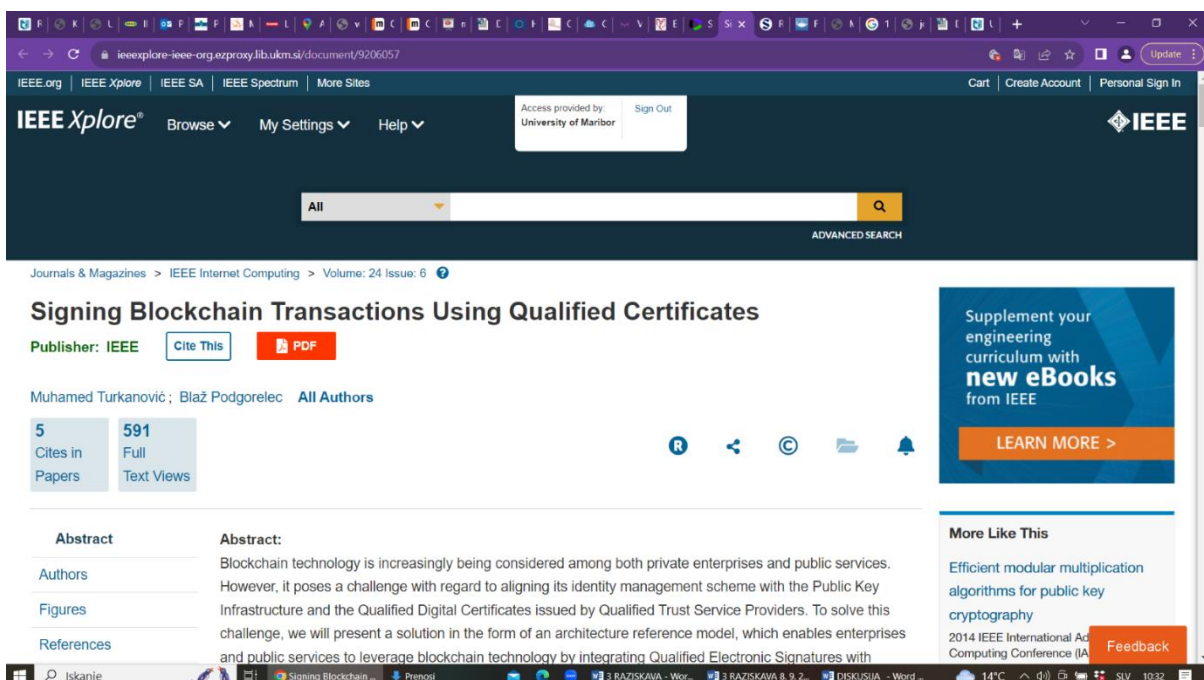 ieeexplore-ieee-org.ezproxy.lib.ukm.si/document/9206057
Update
IEEE.org | IEEE Xplore | IEEE SA | IEEE Spectrum | More Sites
Cart | Create Account | Personal Sign In
IEEE Xplore®
Browse
My Settings
Help
Access provided by:
University of Maribor
Sign Out
IEEE
All
ADVANCED SEARCH
Journals & Magazines > IEEE Internet Computing > Volume: 24 Issue: 6
Signing Blockchain Transactions Using Qualified Certificates
Publisher: IEEE
Cite This
PDF
Muhamed Turkanović ; Blaž Podgorelec All Authors
5
Cites in
Papers
591
Full
Text Views
Abstract
Authors
Figures
References
Abstract:
Blockchain technology is increasingly being considered among both private enterprises and public services.
However, it poses a challenge with regard to aligning its identity management scheme with the Public Key
Infrastructure and the Qualified Digital Certificates issued by Qualified Trust Service Providers. To solve this
challenge, we will present a solution in the form of an architecture reference model, which enables enterprises
and public services to leverage blockchain technology by integrating Qualified Electronic Signatures with
Supplement your
engineering
curriculum with
new eBooks
from IEEE
LEARN MORE >
More Like This
Efficient modular multiplication
algorithms for public key
cryptography
2014 IEEE International Ad
Computing Conference (IA
Feedback
Iskanje
Signing Blockchain ...
Prenosi
3 RAZISKAVA - Wor...
3 RAZISKAVA 8. 9. 2...
DISKUSIJA - Word ...
14°C
SLV
10:32